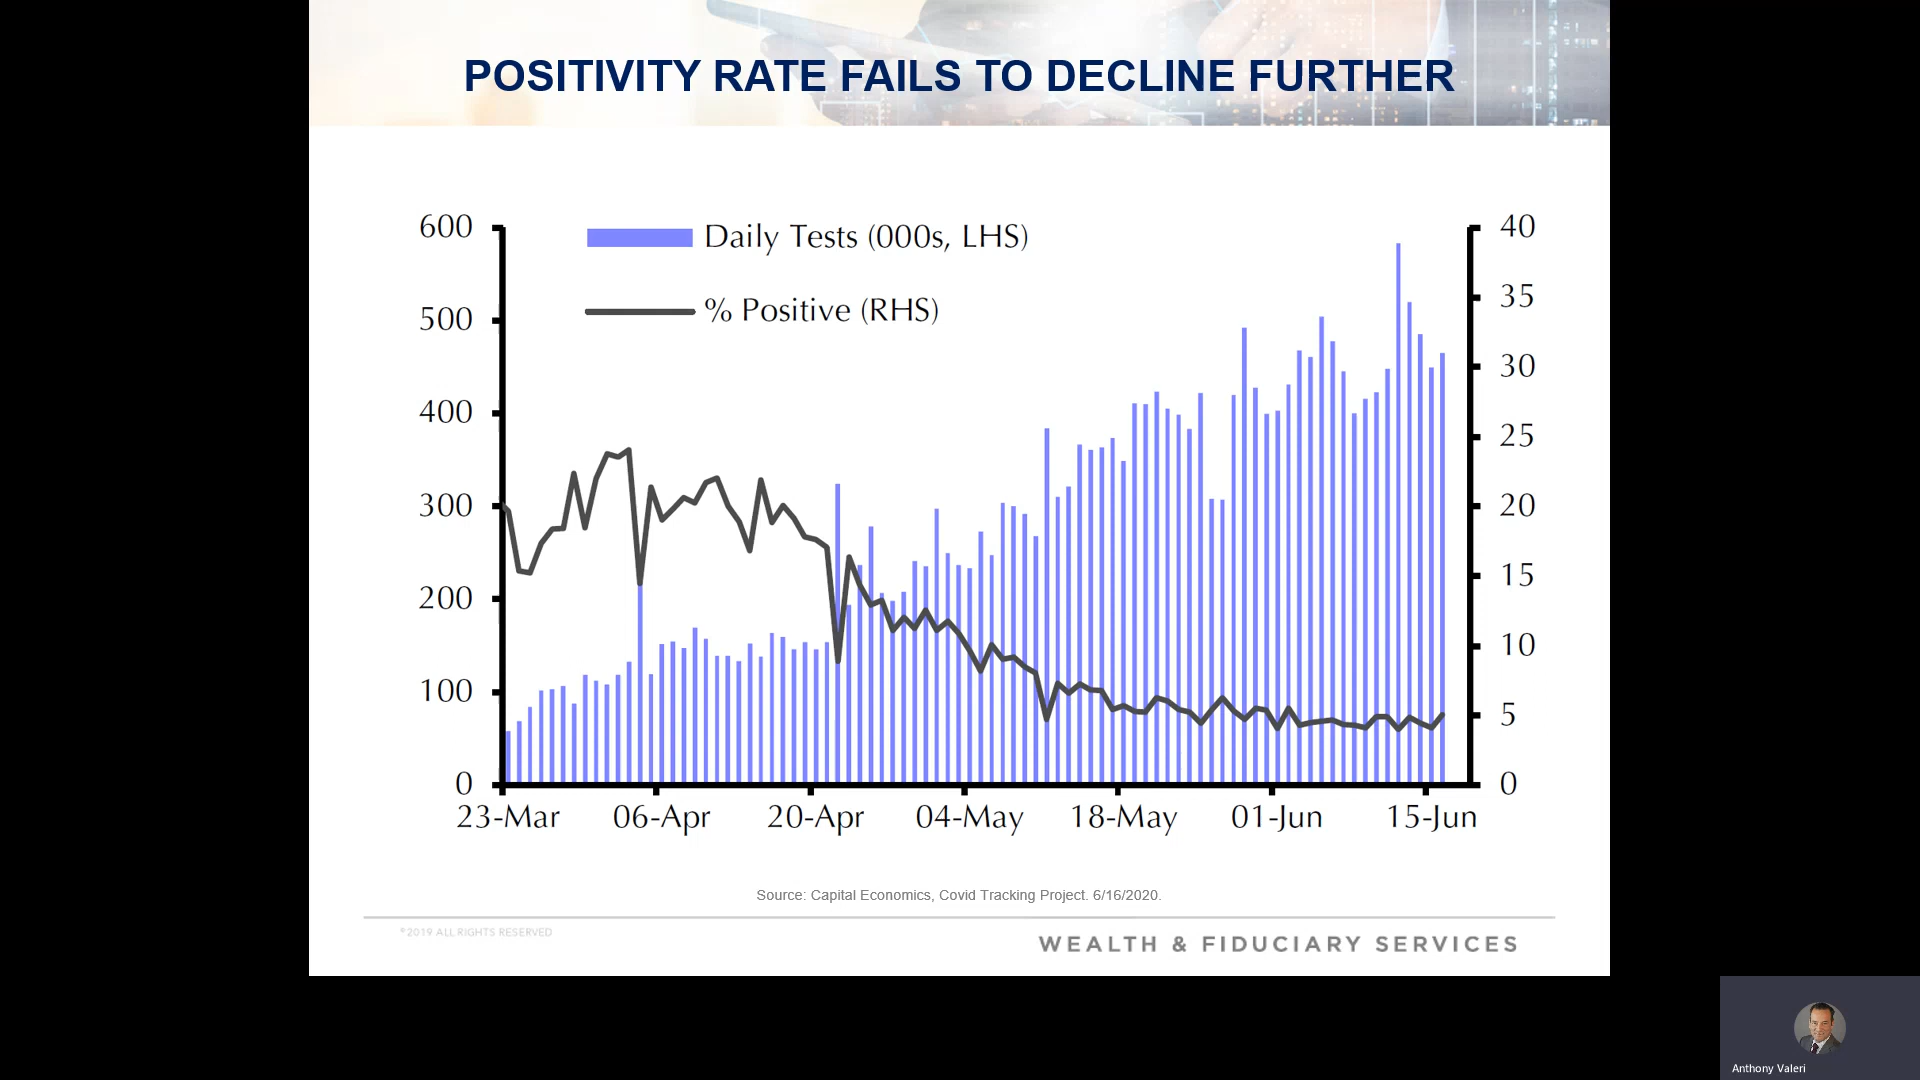 POSITIVITY RATE FAILS TO DECLINE FURTHER
Daily Tests (000s, LHS)
% Positive (RHS)
600
500
400
300
200
100
0
40
35
30
25
20
15
10
5
0
23-Mar 06-Apr 20-Apr 04-May 18-May 01-Jun 15-Jun
Source: Capital Economics, Covid Tracking Project. 6/16/2020.
©2019 ALL RIGHTS RESERVED
WEALTH & FIDUCIARY SERVICES
Anthony Valeri